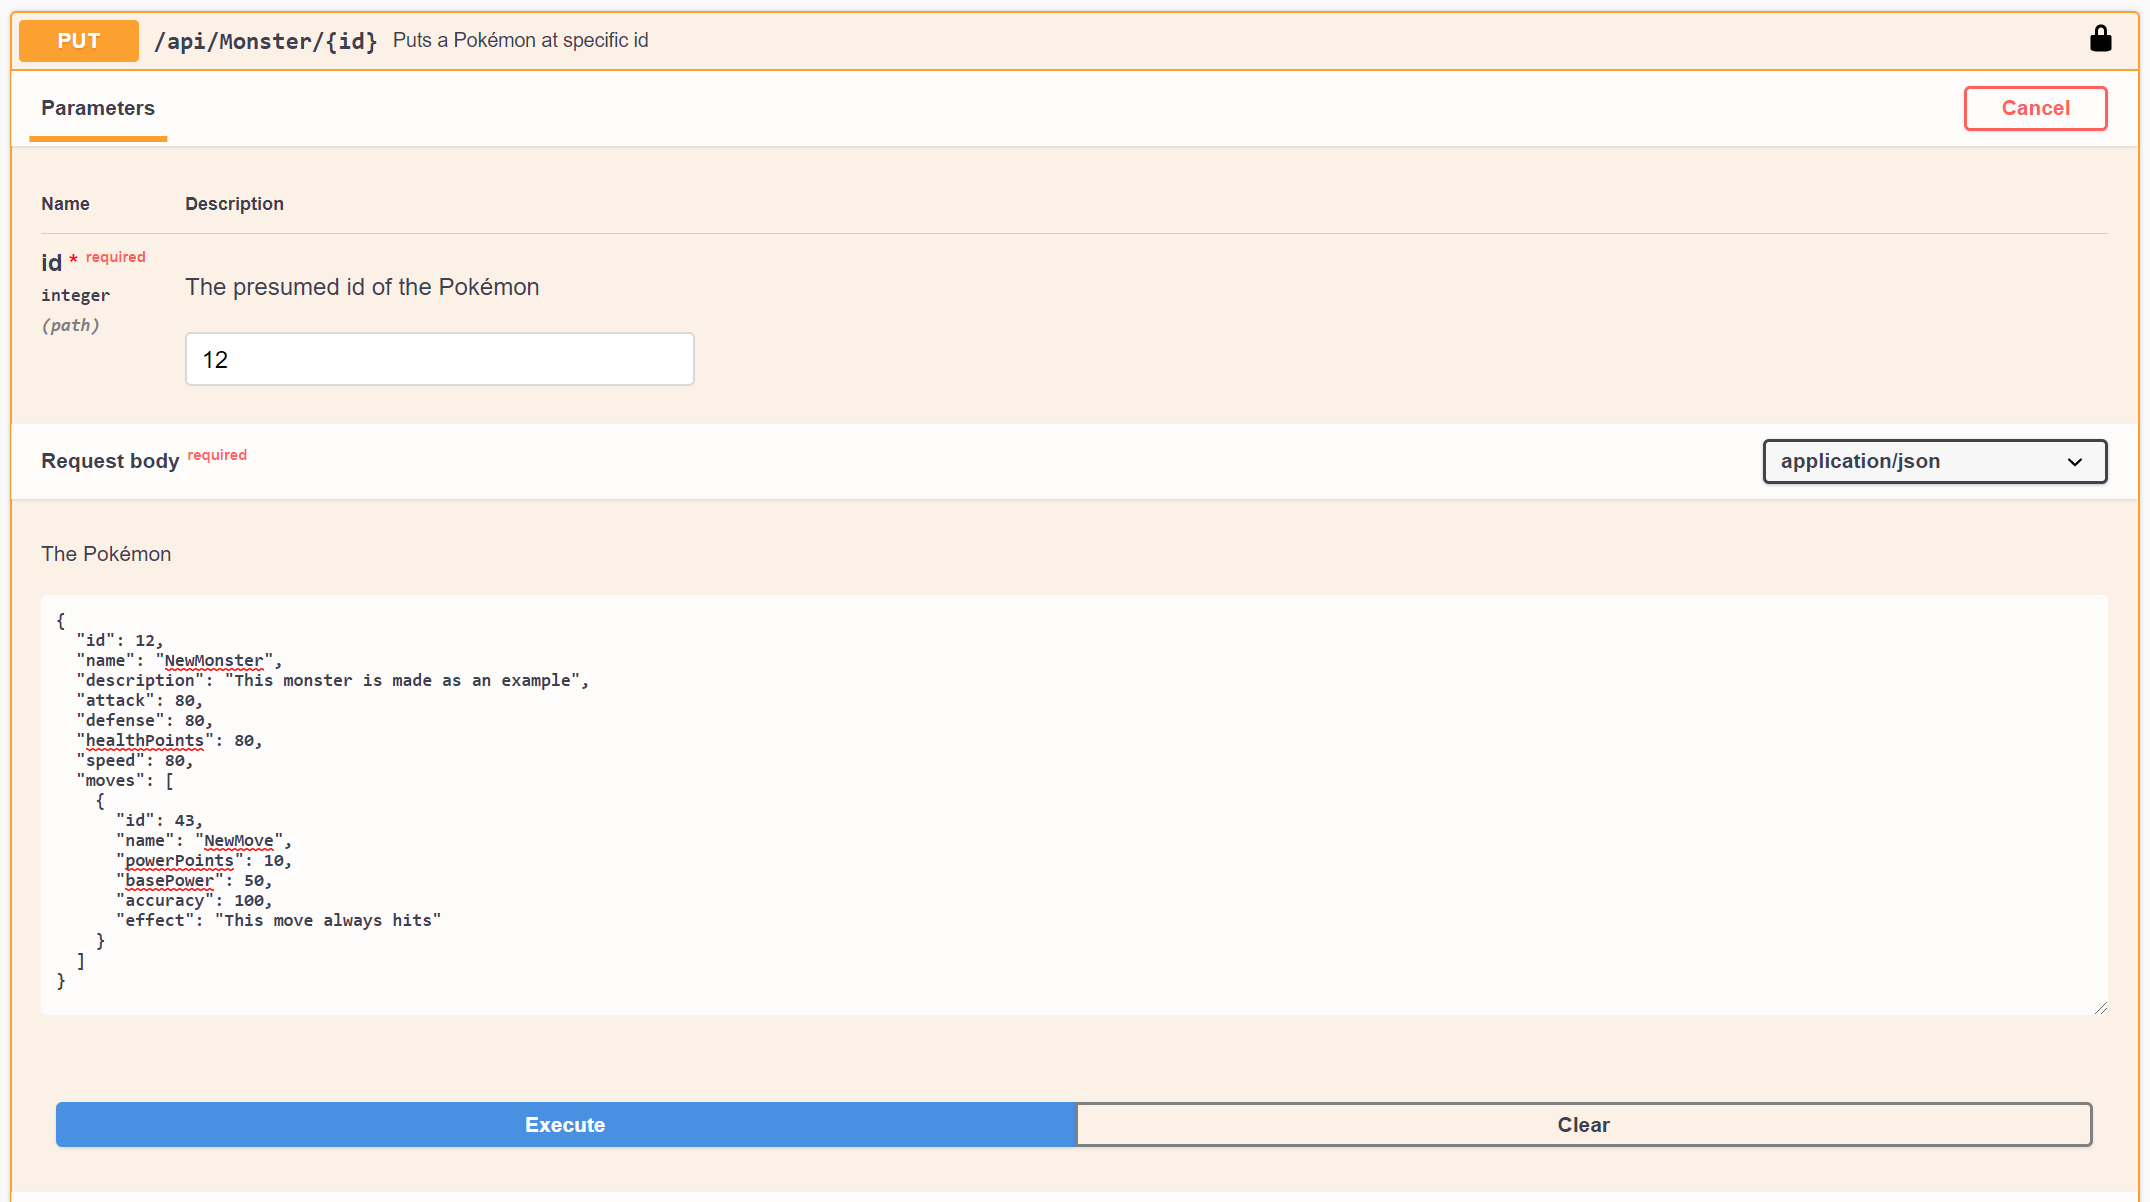 PUT /api/Monster/{id} Puts a Pokémon at specific id
Parameters
Cancel
Name Description
id * required
integer
(path)
The presumed id of the Pokémon
12
Request body required
application/json
The Pokémon
{
  "id": 12,
  "name": "NewMonster",
  "description": "This monster is made as an example",
  "attack": 80,
  "defense": 80,
  "healthPoints": 80,
  "speed": 80,
  "moves": [
    {
      "id": 43,
      "name": "NewMove",
      "powerPoints": 10,
      "basePower": 50,
      "accuracy": 100,
      "effect": "This move always hits"
    }
  ]
}
Execute
Clear